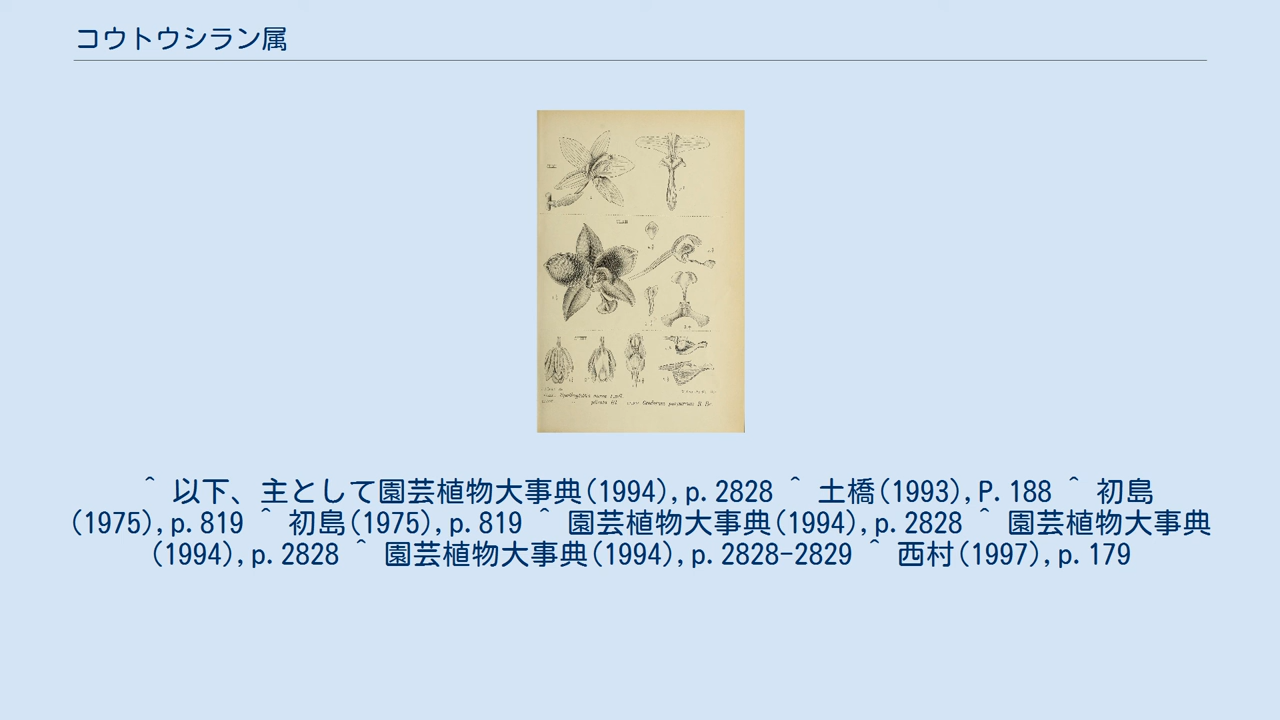 コウトウシラン属
^ 以下、主として園芸植物大事典(1994),p.2828 ^ 土橋(1993),P.188 ^ 初島
(1975),p.819 ^ 初島(1975),p.819 ^ 園芸植物大事典(1994),p.2828 ^ 園芸植物大事典
(1994),p.2828 ^ 園芸植物大事典(1994),p.2828-2829 ^ 西村(1997),p.179